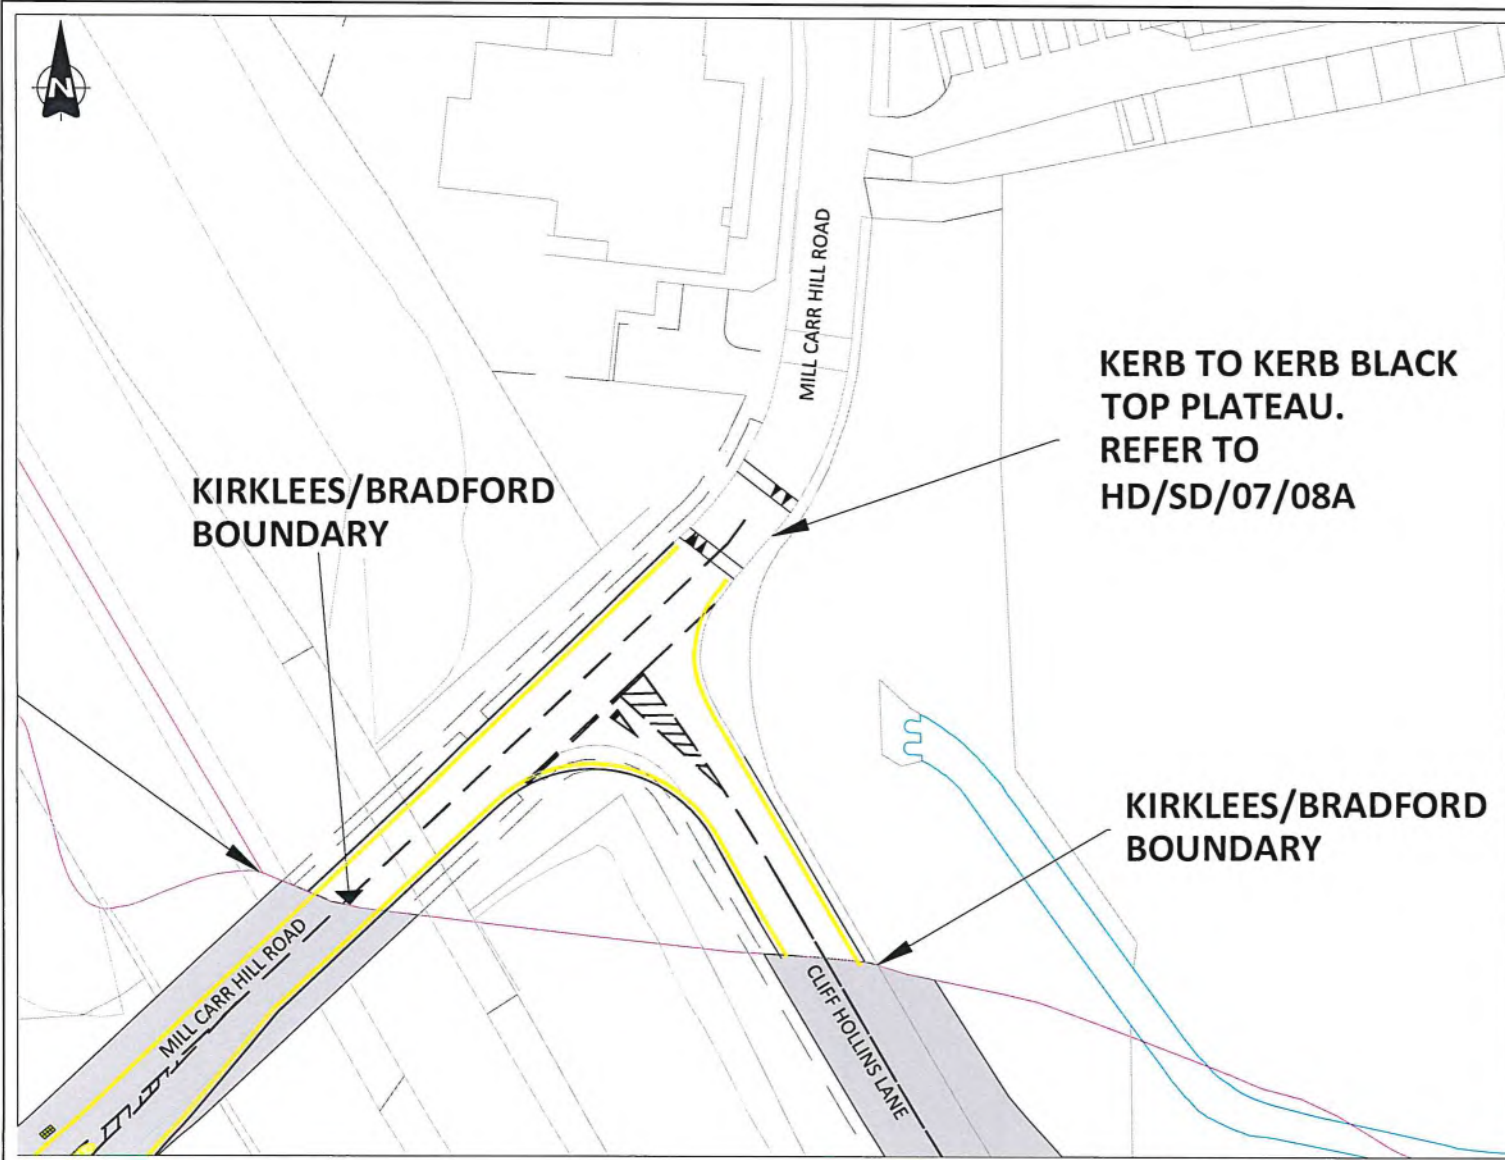 N
MILL CARR HILL ROAD
KERB TO KERB BLACK
TOP PLATEAU.
REFER TO
HD/SD/07/08A
KIRKLEES/BRADFORD
BOUNDARY
KIRKLEES/BRADFORD
BOUNDARY
MILL CARR HILL ROAD
CLIFF HOLLINS LANE